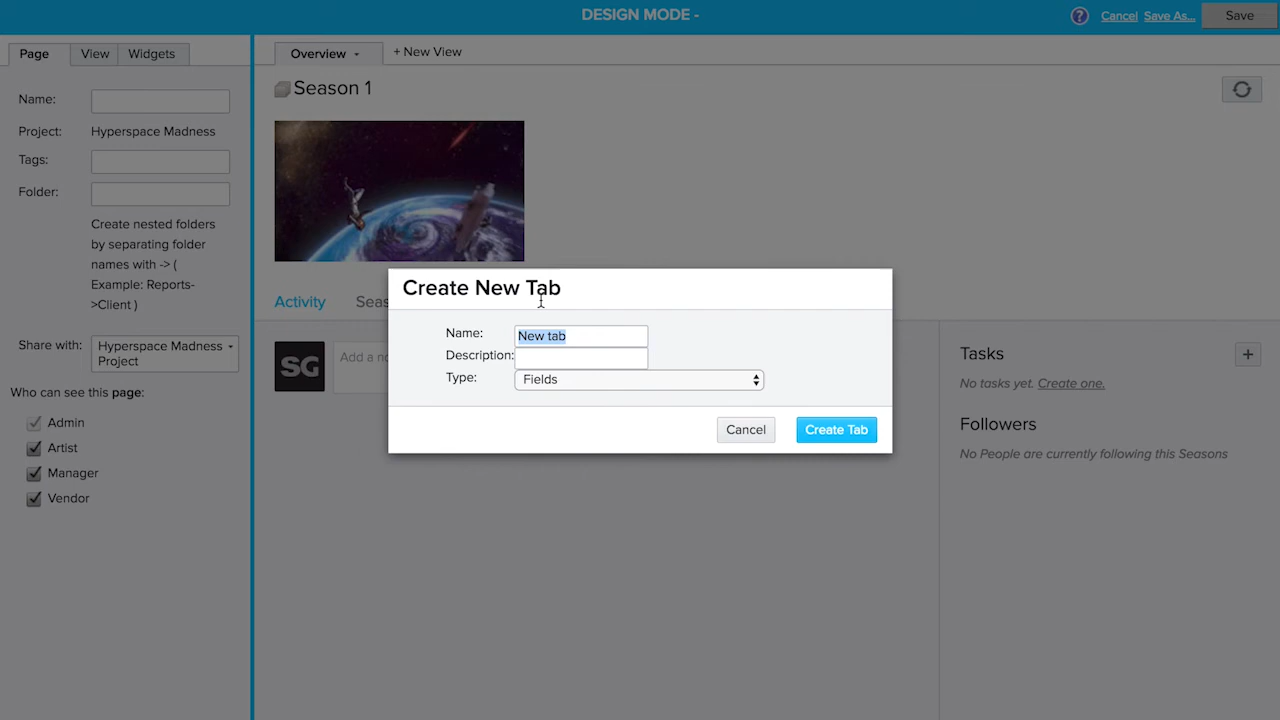 DESIGN MODE -
Cancel Save As... Save
Page View Widgets
Overview + New View
Name:
Season 1
Project: Hyperspace Madness
Tags:
Folder:
Create nested folders
by separating folder
names with -> (
Example: Reports-
>Client )
Share with: Hyperspace Madness
Project
Who can see this page:
Admin
Artist
Manager
Vendor
Activity Seas
SG
Add a no
Create New Tab
Name: New tab
Description:
Type: Fields
Cancel Create Tab
Tasks
No tasks yet. Create one.
Followers
No People are currently following this Seasons